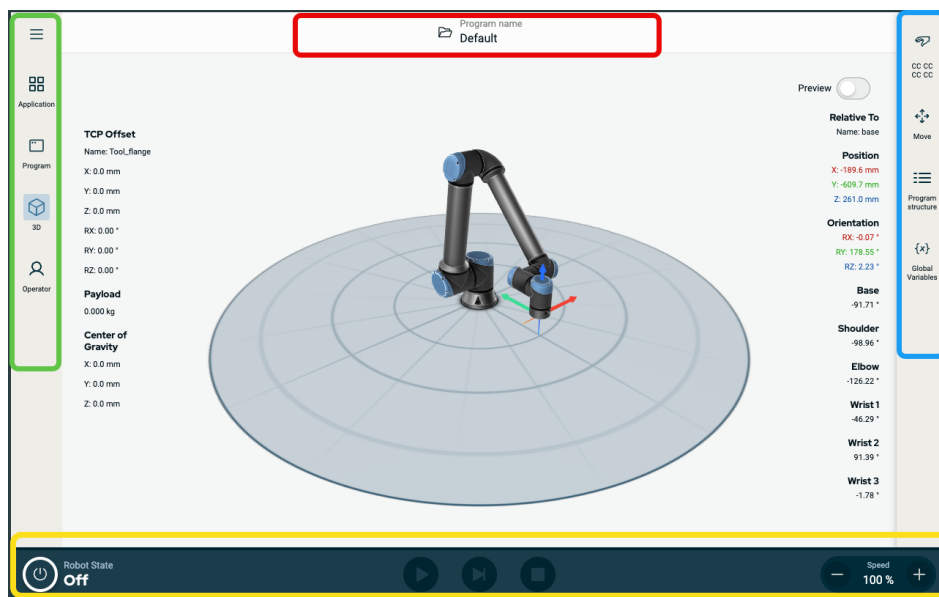 Program name
Default
Application
Program
3D
Operator
TCP Offset
Name: Tool_flange
X: 0.0 mm
Y: 0.0 mm
Z: 0.0 mm
RX: 0.00 °
RY: 0.00 °
RZ: 0.00 °
Payload
0.000 kg
Center of
Gravity
X: 0.0 mm
Y: 0.0 mm
Z: 0.0 mm
Preview
Relative To
Name: base
Position
X: -189.6 mm
Y: -609.7 mm
Z: 261.0 mm
Orientation
RX: -0.07 °
RY: 178.55 °
RZ: 2.23 °
Base
-91.71 °
Shoulder
-98.96 °
Elbow
-126.22 °
Wrist 1
-46.29 °
Wrist 2
91.39 °
Wrist 3
-1.78 °
CC CC
CC CC
Move
Program
structure
{x}
Global
Variables
Robot State
Off
Speed
100 %